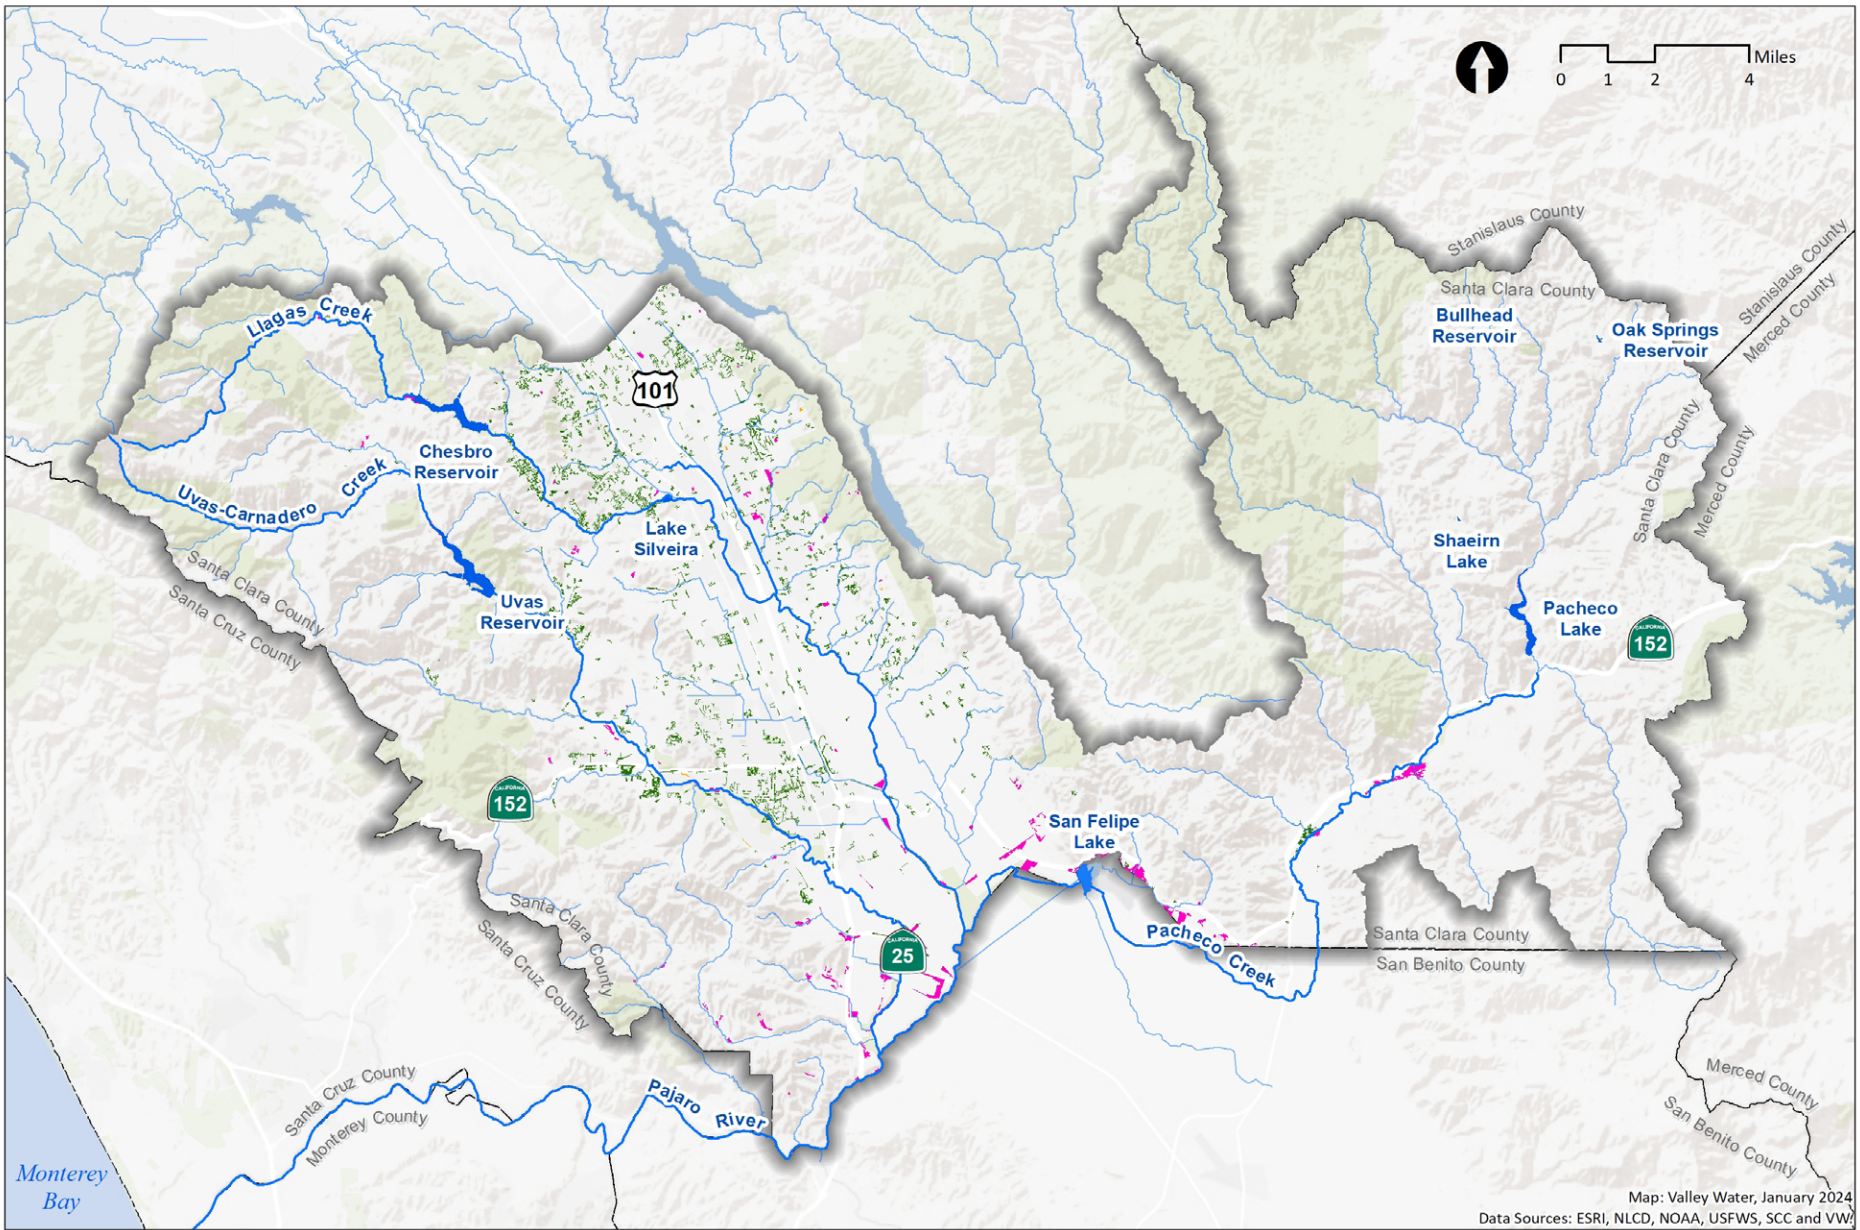 Miles
0 1 2 4
Stanislaus County
Santa Clara County
Stanislaus County
Merced County
Bullhead
Reservoir
Oak Springs
Reservoir
Llagas Creek
101
Chesbro
Reservoir
Uvas-Carnadero Creek
Lake
Silveira
Santa Clara County
Merced County
Shaeirn
Lake
Pacheco
Lake
CALIFORNIA
152
Santa Clara County
Santa Cruz County
Uvas
Reservoir
CALIFORNIA
152
San Felipe
Lake
Santa Clara County
Santa Cruz County
CALIFORNIA
25
Pacheco Creek
Santa Clara County
San Benito County
Santa Cruz County
Monterey County
Pajaro River
Merced County
San Benito County
Monterey
Bay
Map: Valley Water, January 2024
Data Sources: ESRI, NLCD, NOAA, USFWS, SCC and VW